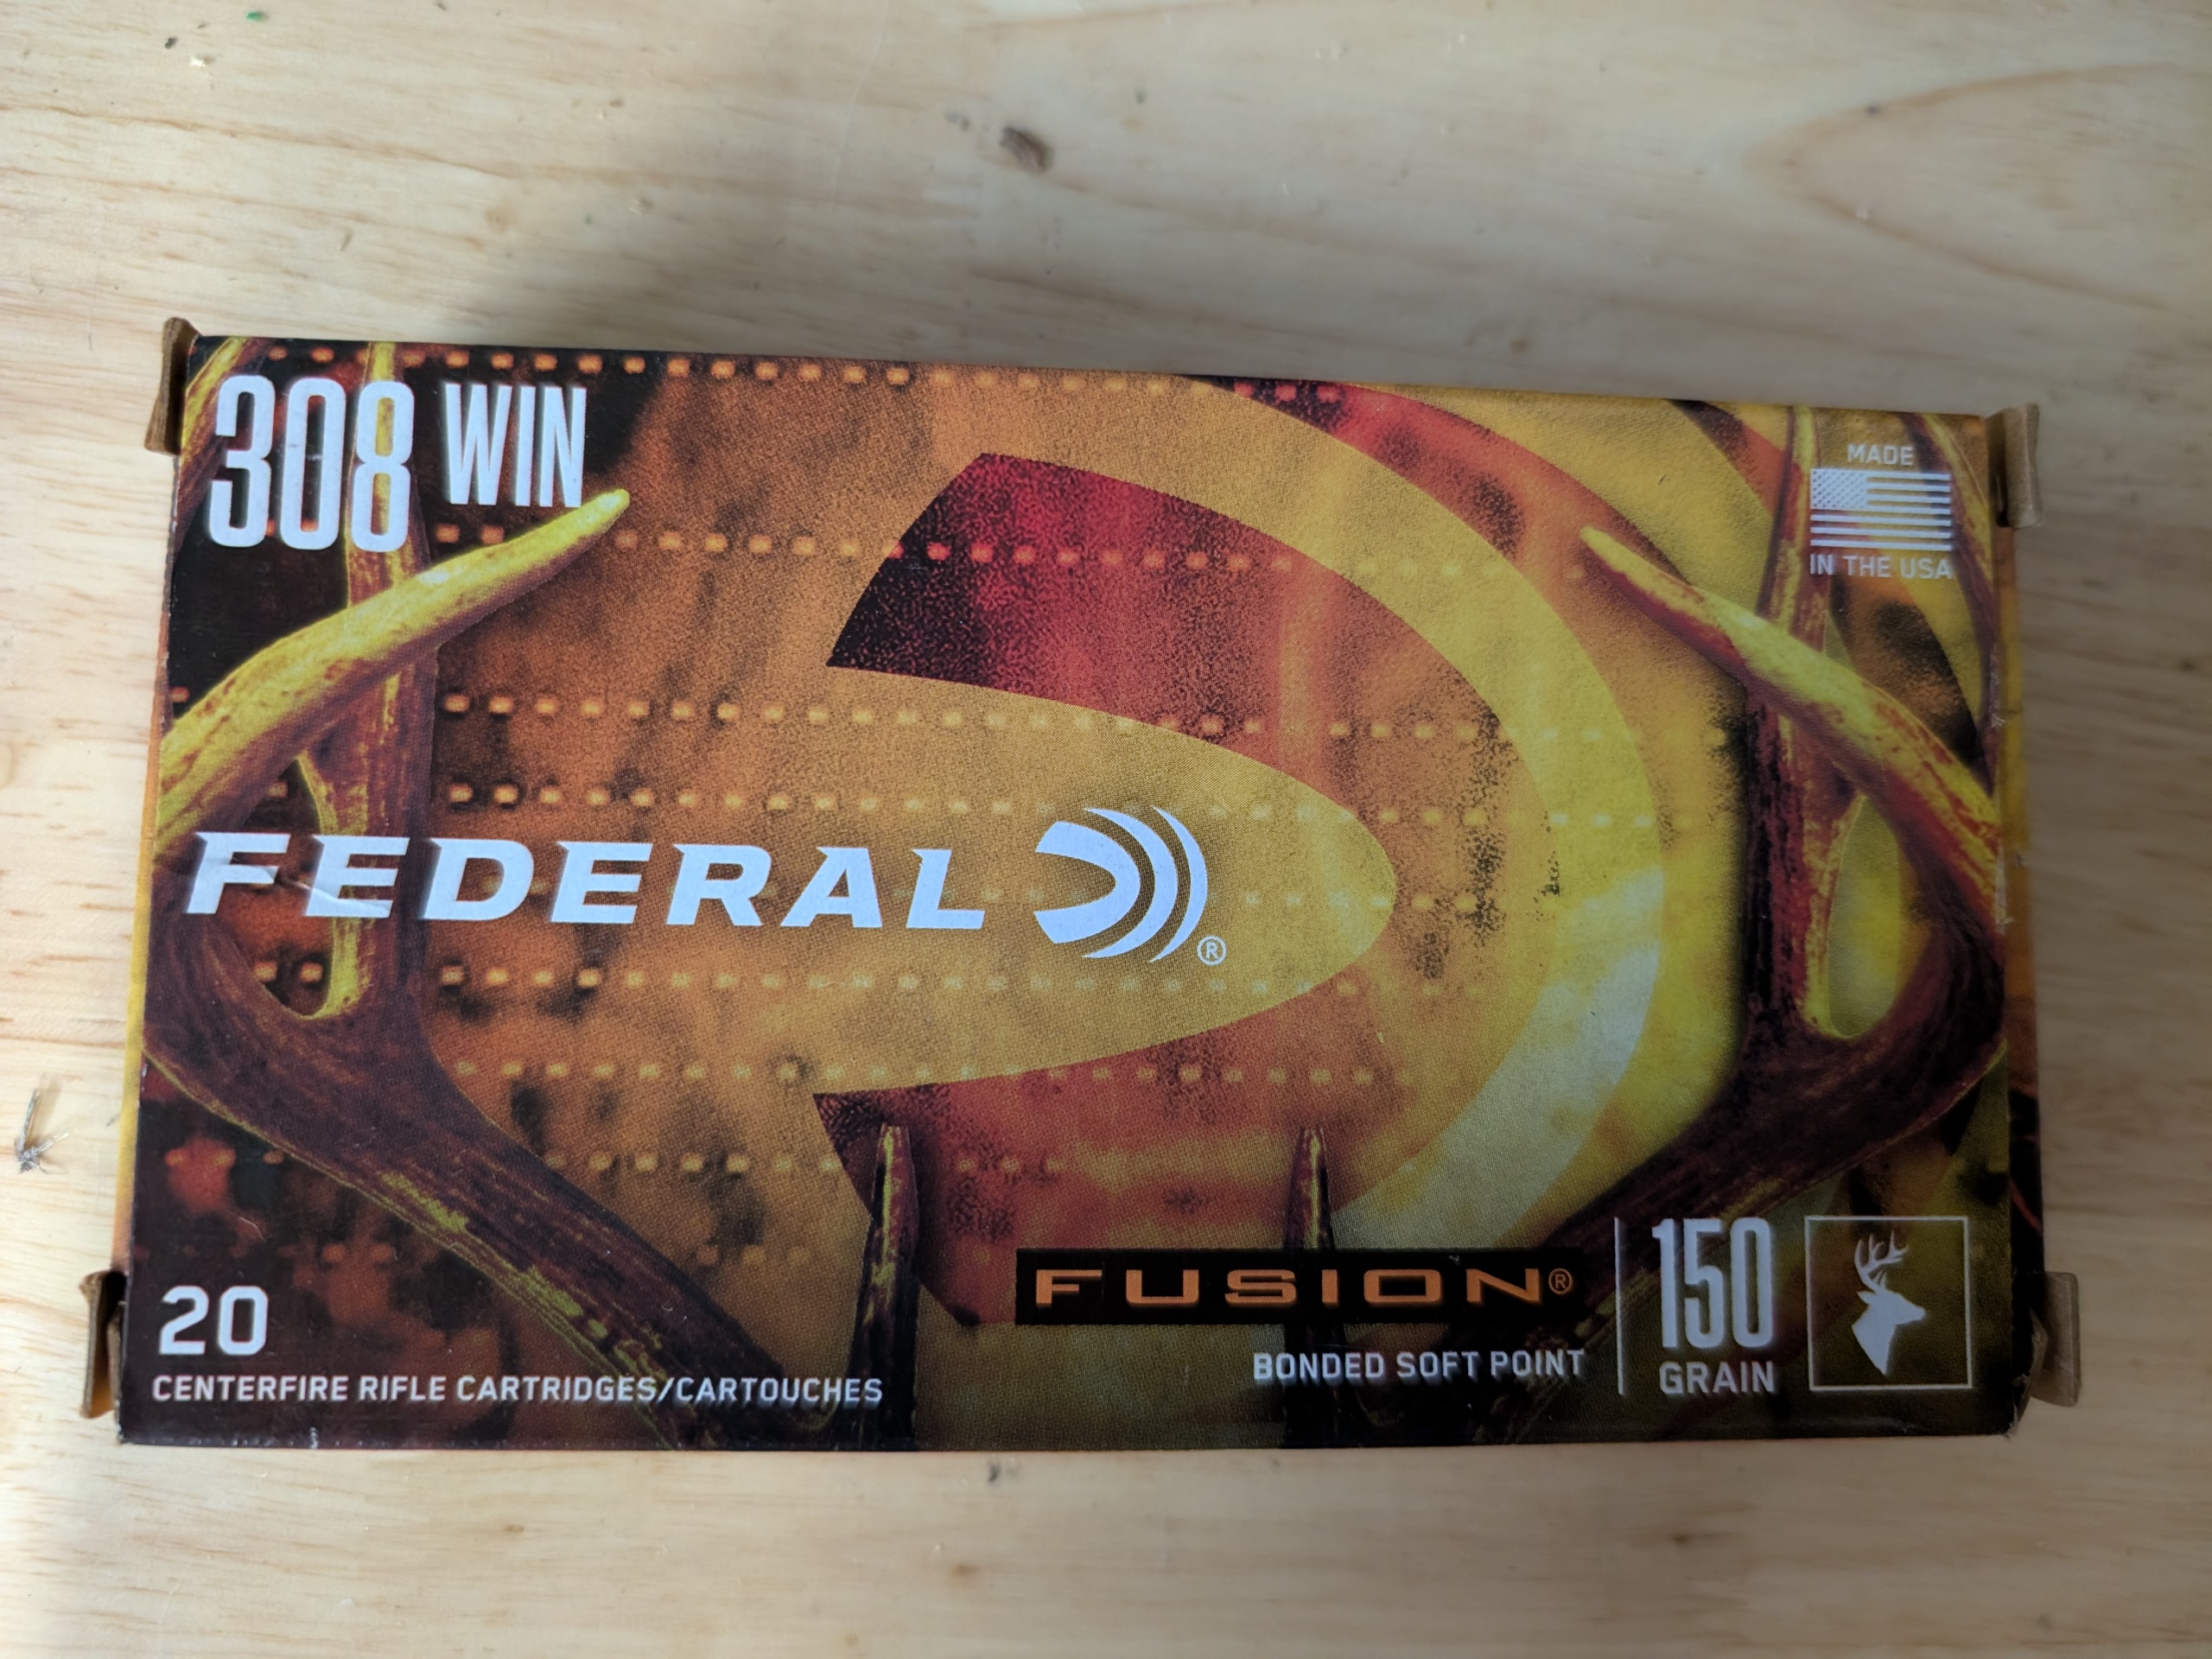 308 WIN
MADE
IN THE USA
FEDERAL®
20
CENTERFIRE RIFLE CARTRIDGES/CARTOUCHES
FUSION®
BONDED SOFT POINT
150
GRAIN